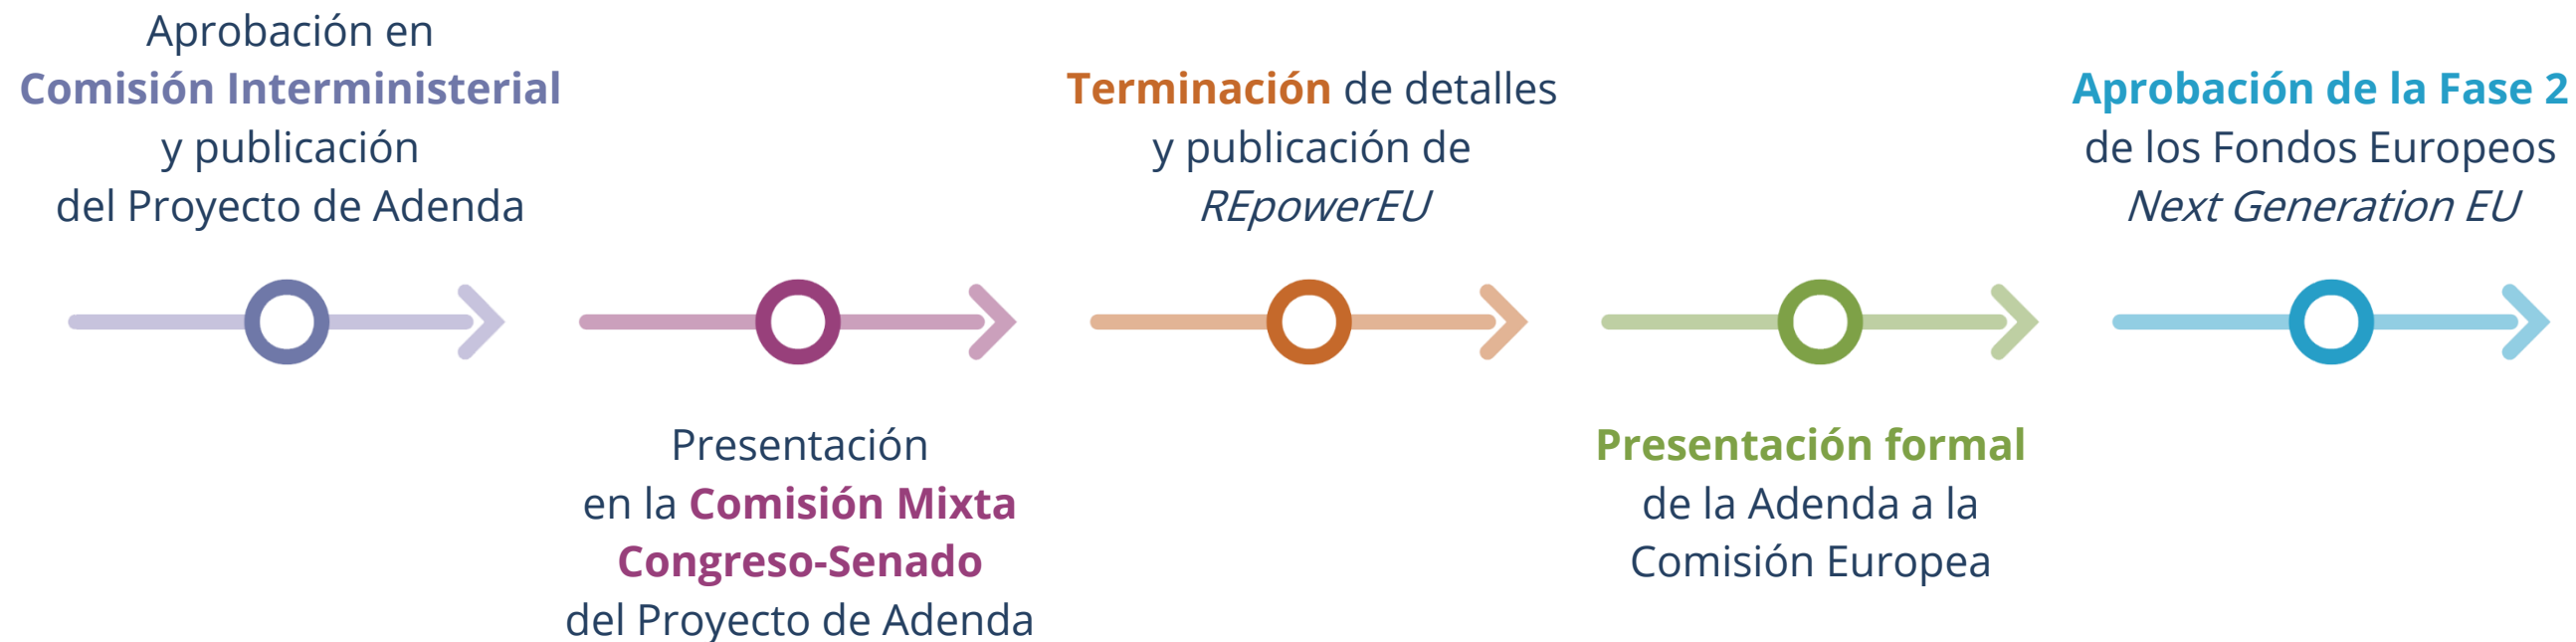 Aprobación en
Comisión Interministerial
y publicación
del Proyecto de Adenda
Presentación
en la Comisión Mixta
Congreso-Senado
del Proyecto de Adenda
Terminación de detalles
y publicación de
REpowerEU
Presentación formal
de la Adenda a la
Comisión Europea
Aprobación de la Fase 2
de los Fondos Europeos
Next Generation EU